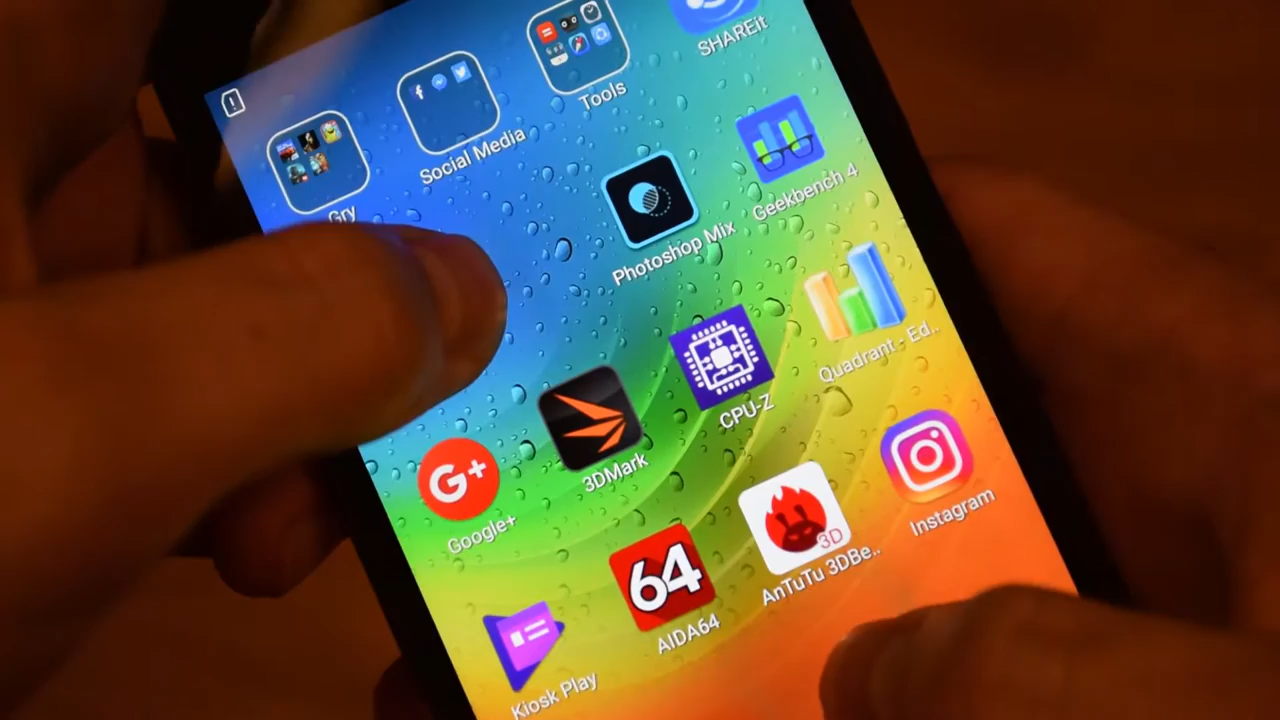 Gry
Social Media
Tools
SHAREit
Photoshop Mix
Geekbench 4
G+
Google+
3DMark
CPU-Z
Quadrant - Ed..
Kiosk Play
64
AIDA64
3D
AnTuTu 3DBe..
Instagram